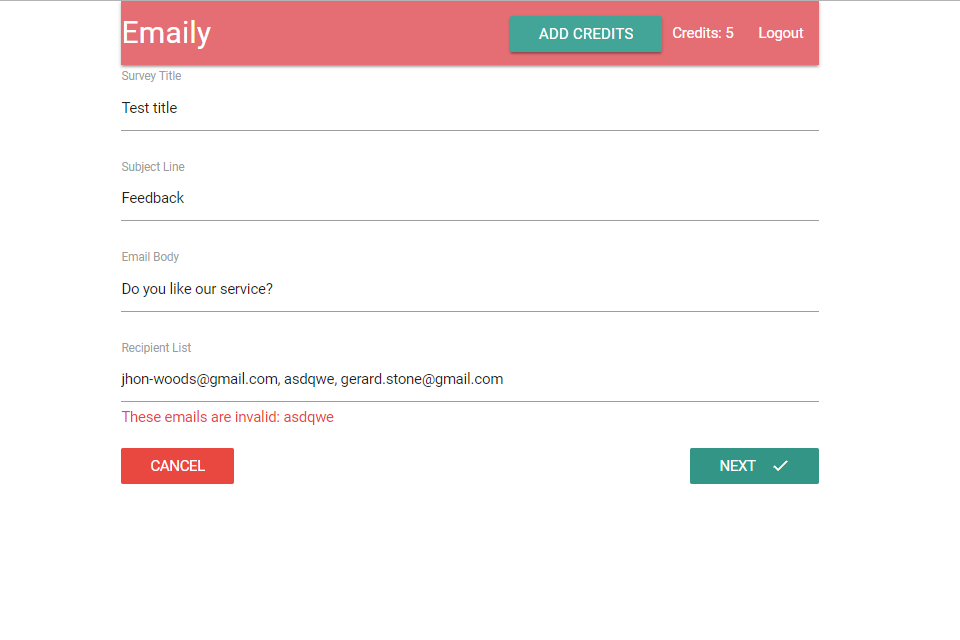 Emaily
ADD CREDITS
Credits: 5
Logout
Survey Title
Test title
Subject Line
Feedback
Email Body
Do you like our service?
Recipient List
jhon-woods@gmail.com, asdqwe, gerard.stone@gmail.com
These emails are invalid: asdqwe
CANCEL
NEXT